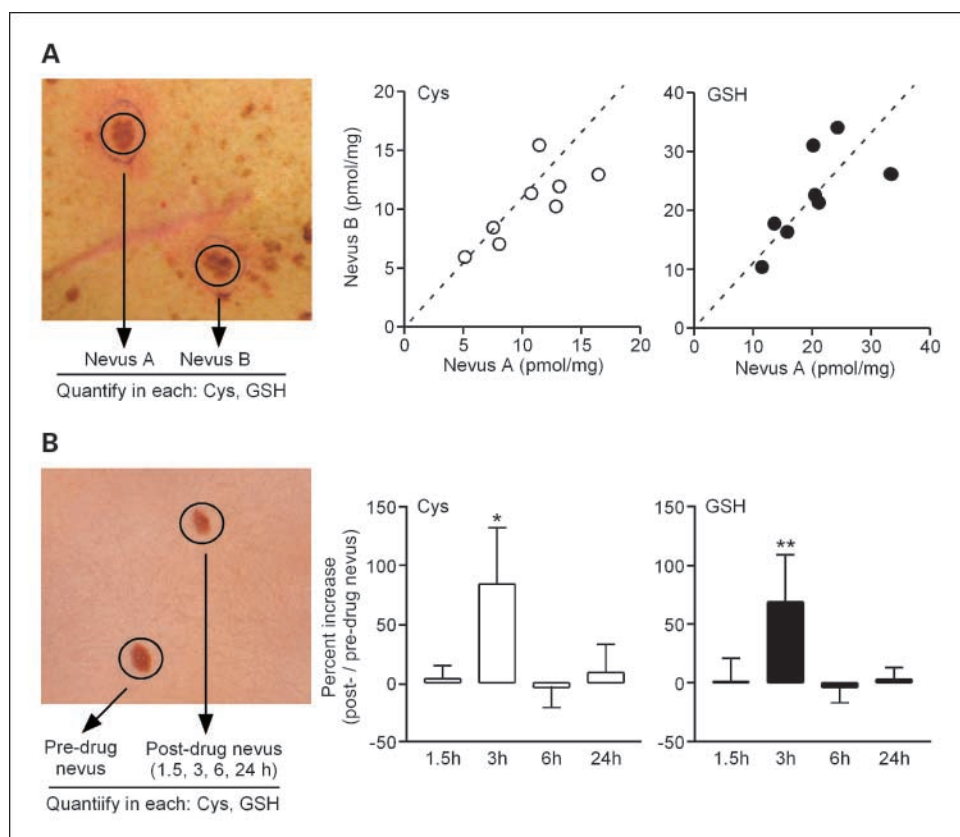 A
Nevus A Nevus B
Quantify in each: Cys, GSH
Cys
20
15
10
5
0
Nevus B (pmol/mg)
0 5 10 15 20
Nevus A (pmol/mg)
GSH
40
30
20
10
0
0 10 20 30 40
Nevus A (pmol/mg)
B
Pre-drug
nevus
Post-drug nevus
(1.5, 3, 6, 24 h)
Quantiify in each: Cys, GSH
Cys
Percent increase
(post- / pre-drug nevus)
150
100
50
0
-50
*
1.5h 3h 6h 24h
GSH
150
100
50
0
-50
**
1.5h 3h 6h 24h